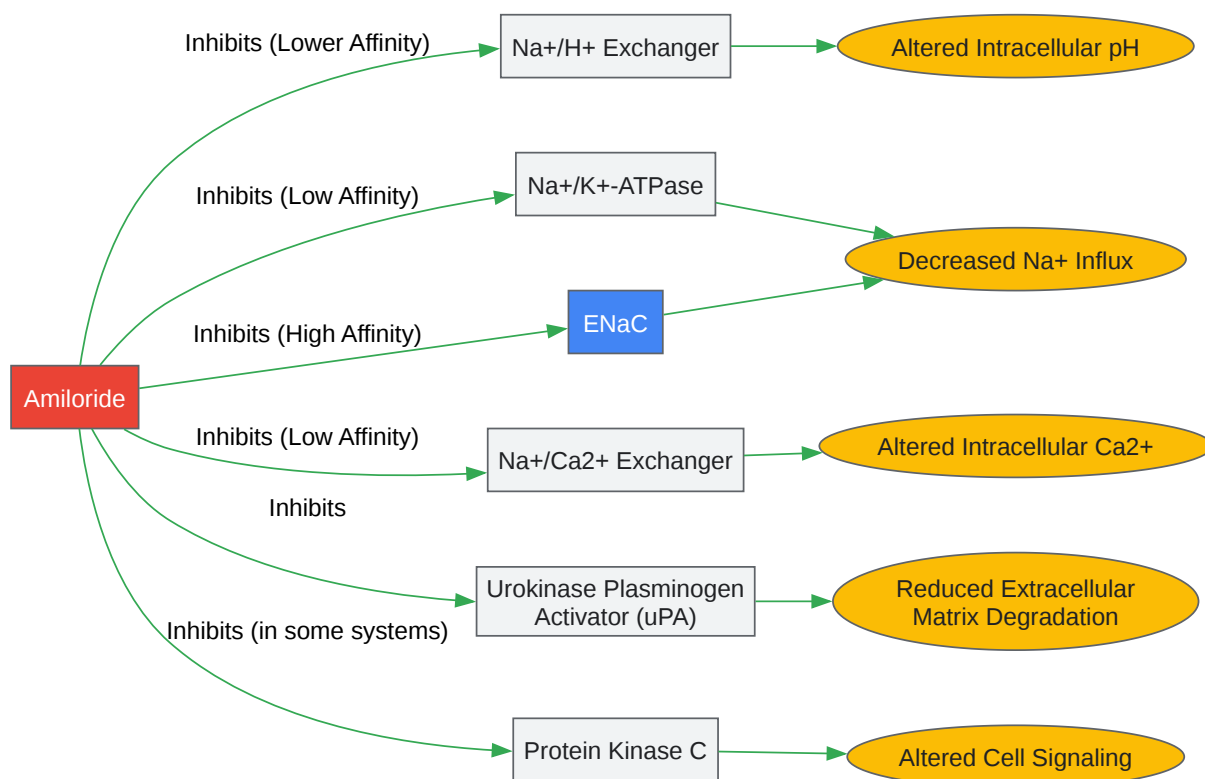 Inhibits (Lower Affinity)
Na+/H+ Exchanger
Altered Intracellular pH
Inhibits (Low Affinity)
Na+/K+-ATPase
Decreased Na+ Influx
Inhibits (High Affinity)
ENaC
Amiloride
Inhibits (Low Affinity)
Na+/Ca2+ Exchanger
Altered Intracellular Ca2+
Inhibits
Urokinase Plasminogen
Activator (uPA)
Reduced Extracellular
Matrix Degradation
Inhibits (in some systems)
Protein Kinase C
Altered Cell Signaling